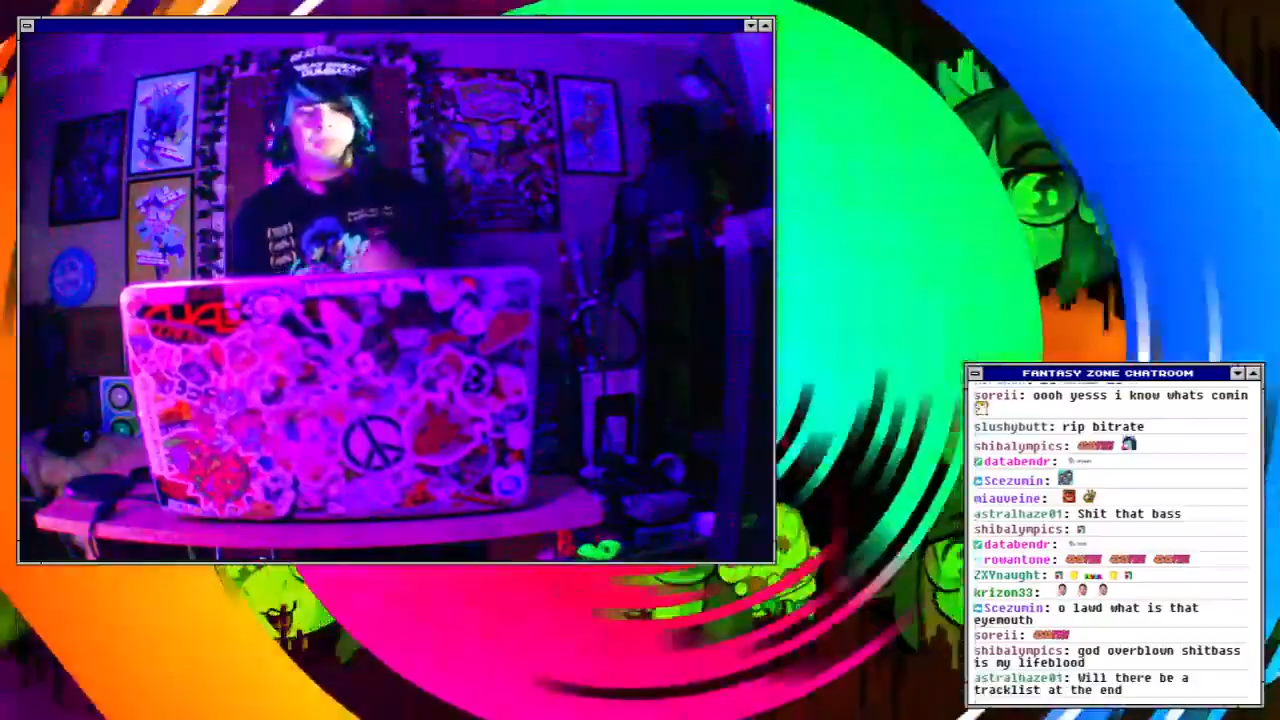 FANTASY ZONE CHATROOM
soreii: oooh yesss i know whats comin
slushybutt: rip bitrate
shibalympics:
databendr:
Scezumin:
miauveine:
astralhaze01: Shit that bass
shibalympics:
databendr:
rowantone:
ZXYnaught:
krizon33:
Scezumin: o lawd what is that
eyemouth
soreii:
shibalympics: god overblown shitbass
is my lifeblood
astralhaze01: Will there be a
tracklist at the end